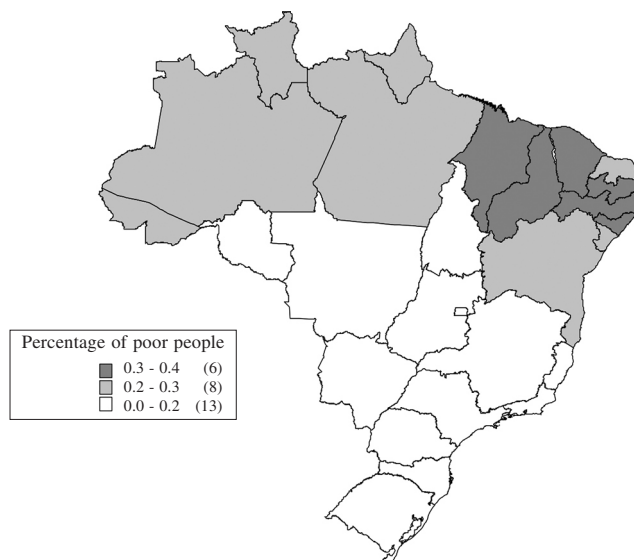 Percentage of poor people
0.3 - 0.4 (6)
0.2 - 0.3 (8)
0.0 - 0.2 (13)